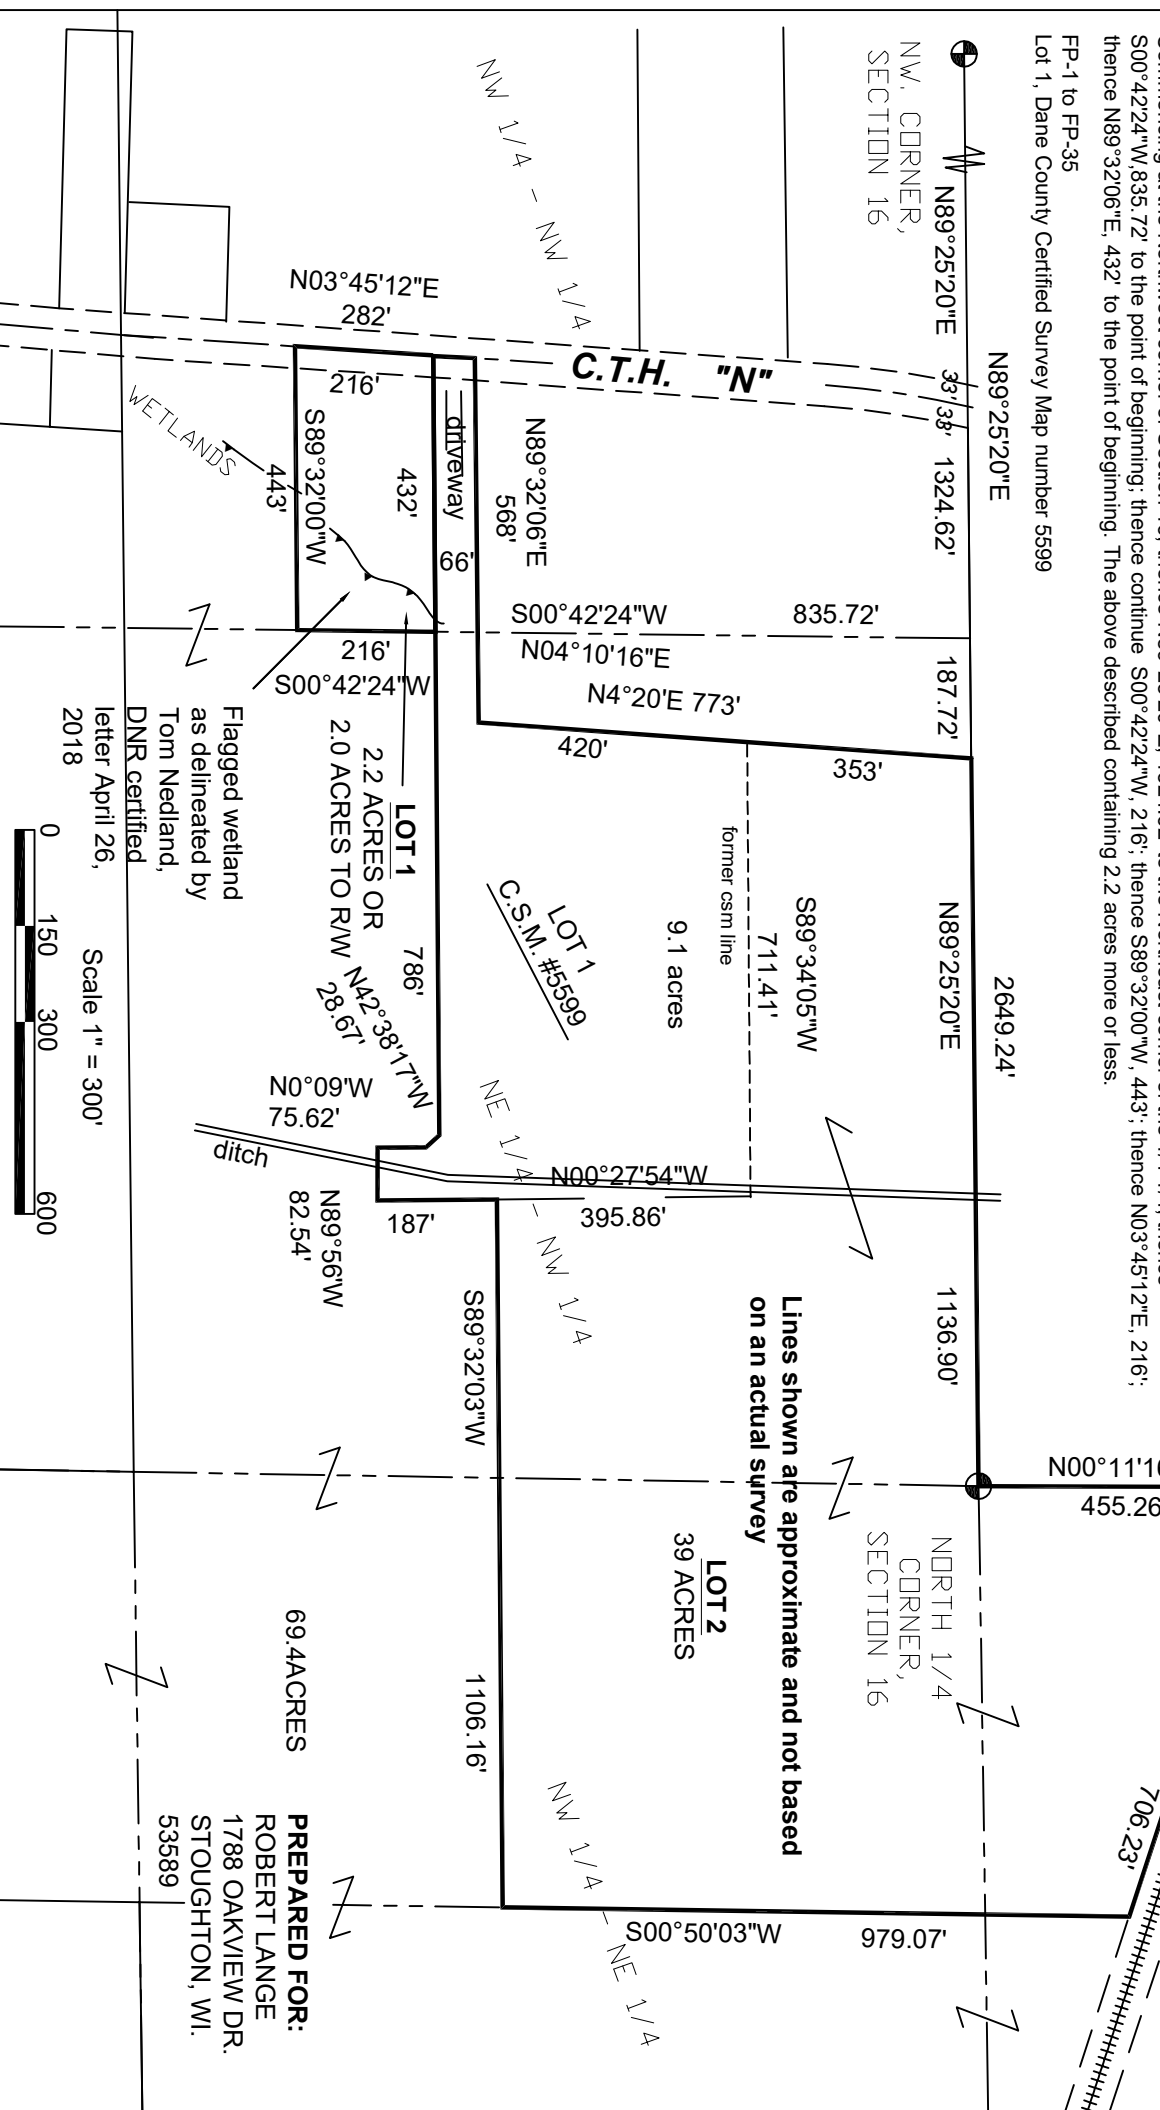 S00°42'24"W,835.72' to the point of beginning; thence continue S00°42'24"W, 216'; thence S89°32'00"W, 443'; thence N03°45'12"E, 216';
thence N89°32'06"E, 432' to the point of beginning. The above described containing 2.2 acres more or less.
FP-1 to FP-35
Lot 1, Dane County Certified Survey Map number 5599
N89°25'20"E
2649.24'
NW. CORNER,
SECTION 16
N89°25'20"E
33'
33'
1324.62'
187.72'
N89°25'20"E
1136.90'
N00°11'16
455.26
NORTH 1/4
CORNER,
SECTION 16
706.23'
NW 1/4 - NW 1/4
C.T.H. "N"
N03°45'12"E
282'
216'
WETLANDS
S89°32'00"W
443'
432'
driveway
66'
N89°32'06"E
568'
S00°42'24"W
835.72'
N04°10'16"E
N4°20'E 773'
420'
353'
216'
S00°42'24"W
LOT 1
2.2 ACRES OR
2.0 ACRES TO R/W
Flagged wetland
as delineated by
Tom Nedland,
DNR certified
letter April 26,
2018
former csm line
S89°34'05"W
711.41'
9.1 acres
LOT 1
C.S.M. #5599
786'
N42°38'17"W
28.67'
N0°09'W
75.62'
ditch
N89°56'W
82.54'
187'
N00°27'54"W
395.86'
NE 1/4 - NW 1/4
S89°32'03"W
1106.16'
Lines shown are approximate and not based
on an actual survey
LOT 2
39 ACRES
NW 1/4 - NE 1/4
S00°50'03"W
979.07'
69.4ACRES
0
150
300
600
Scale 1" = 300'
PREPARED FOR:
ROBERT LANGE
1788 OAKVIEW DR.
STOUGHTON, WI.
53589